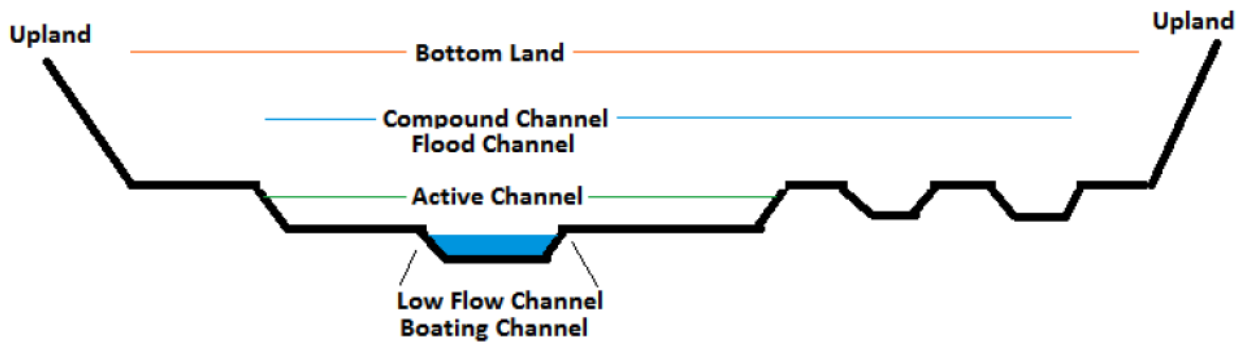 Upland
Upland
Bottom Land
Compound Channel
Flood Channel
Active Channel
Low Flow Channel
Boating Channel